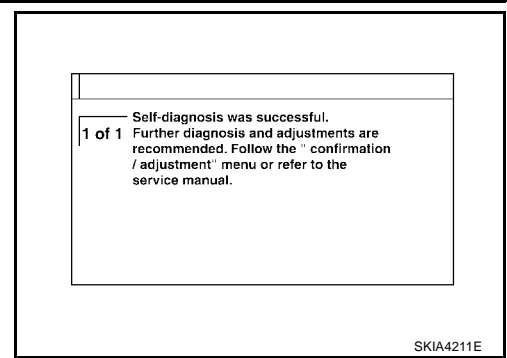 Self-diagnosis was successful.
1 of 1 Further diagnosis and adjustments are
recommended. Follow the " confirmation
/ adjustment" menu or refer to the
service manual.
SKIA4211E